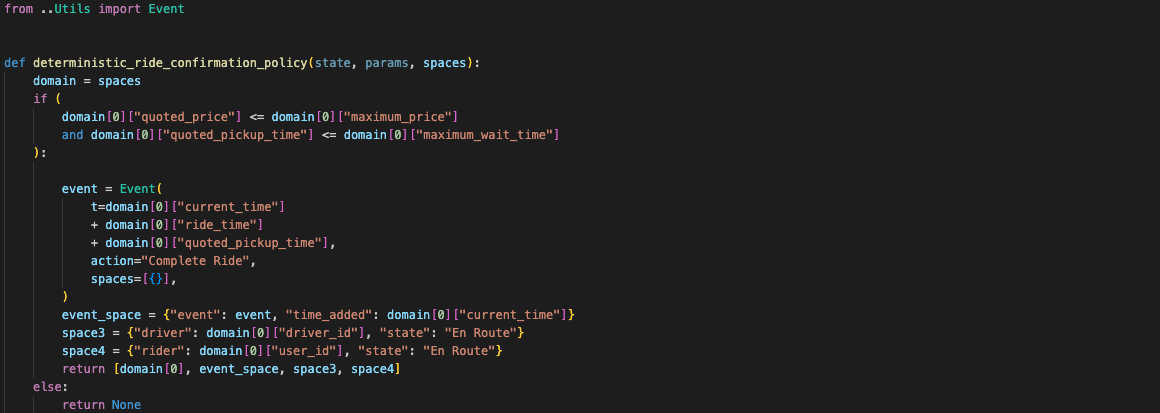 from ..Utils import Event
def deterministic_ride_confirmation_policy(state, params, spaces):
    domain = spaces
    if (
        domain[0]["quoted_price"] <= domain[0]["maximum_price"]
        and domain[0]["quoted_pickup_time"] <= domain[0]["maximum_wait_time"]
    ):
        event = Event(
            t=domain[0]["current_time"]
            + domain[0]["ride_time"]
            + domain[0]["quoted_pickup_time"],
            action="Complete Ride",
            spaces=[{}],
        )
        event_space = {"event": event, "time_added": domain[0]["current_time"]}
        space3 = {"driver": domain[0]["driver_id"], "state": "En Route"}
        space4 = {"rider": domain[0]["user_id"], "state": "En Route"}
        return [domain[0], event_space, space3, space4]
    else:
        return None